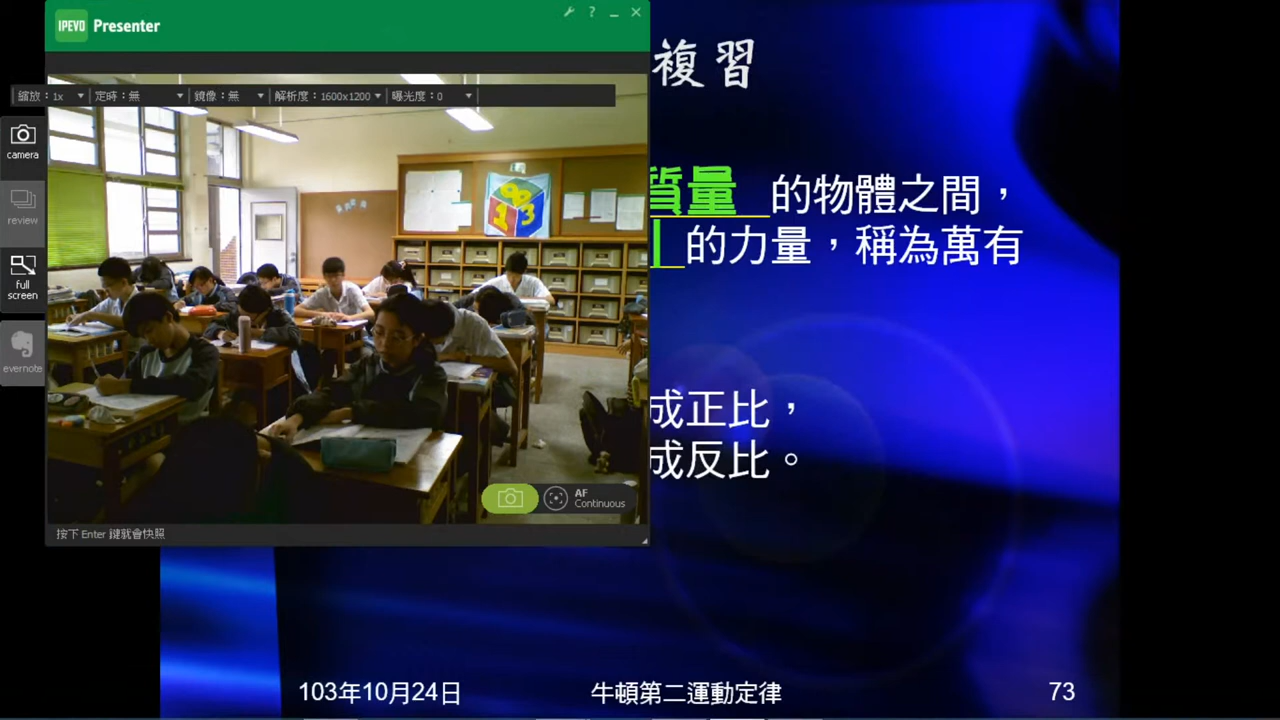 IPEVO Presenter
縮放：1x 定時：無 鏡像：無 解析度：1600x1200 曝光度：0
camera
review
full
screen
evernote
AF
Continuous
按下 Enter 鍵就會快照
複習
質量 的物體之間，
的力量，稱為萬有
成正比，
成反比。
103年10月24日
牛頓第二運動定律
73